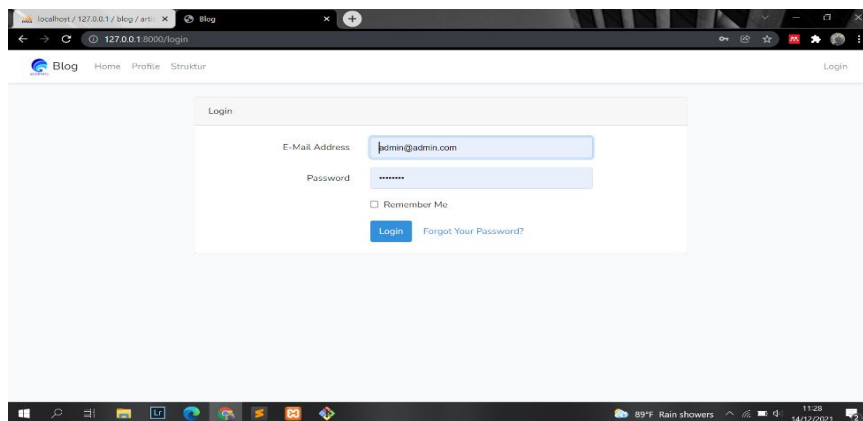 localhost / 127.0.0.1 / blog / arti
Blog
127.0.0.1:8000/login
Blog Home Profile Struktur Login
Login
E-Mail Address admin@admin.com
Password ••••••••
Remember Me
Login Forgot Your Password?
89°F Rain showers 11:28
14/12/2021